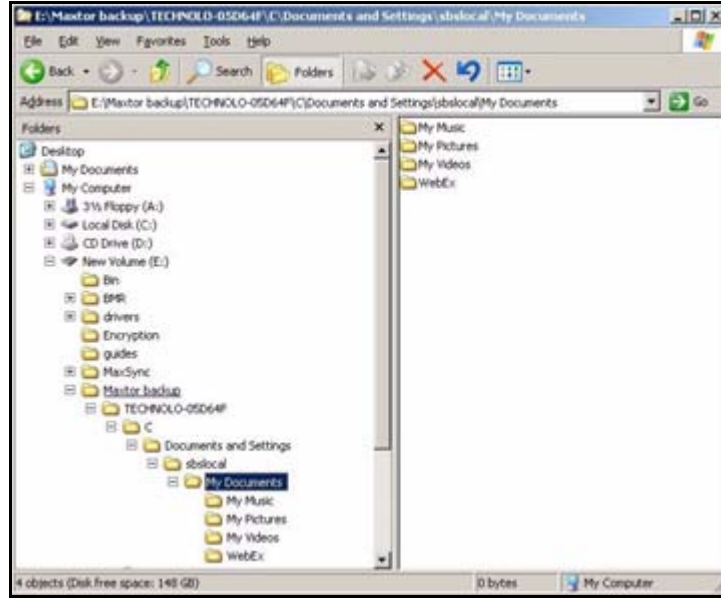 E:\Maxtor backup\TECHNOLO-05D64F\C\Documents and Settings\sbslocal\My Documents
File Edit View Favorites Tools Help
Back Search Folders
Address E:\Maxtor backup\TECHNOLO-05D64F\C\Documents and Settings\sbslocal\My Documents Go
Folders
Desktop
My Documents
My Computer
3½ Floppy (A:)
Local Disk (C:)
CD Drive (D:)
New Volume (E:)
Bin
BMR
drivers
Encryption
guides
MaxSync
Maxtor backup
TECHNOLO-05D64F
C
Documents and Settings
sbslocal
My Documents
My Music
My Pictures
My Videos
WebEx
My Music
My Pictures
My Videos
WebEx
4 objects (Disk free space: 148 GB) 0 bytes My Computer